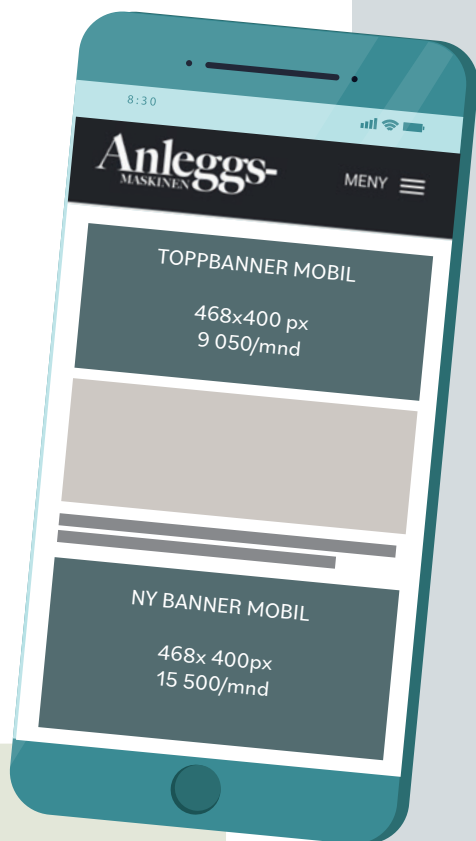 8:30
Anleggs-
MASKINEN
MENY
TOPPBANNER MOBIL
468x400 px
9 050/mnd
NY BANNER MOBIL
468x 400px
15 500/mnd